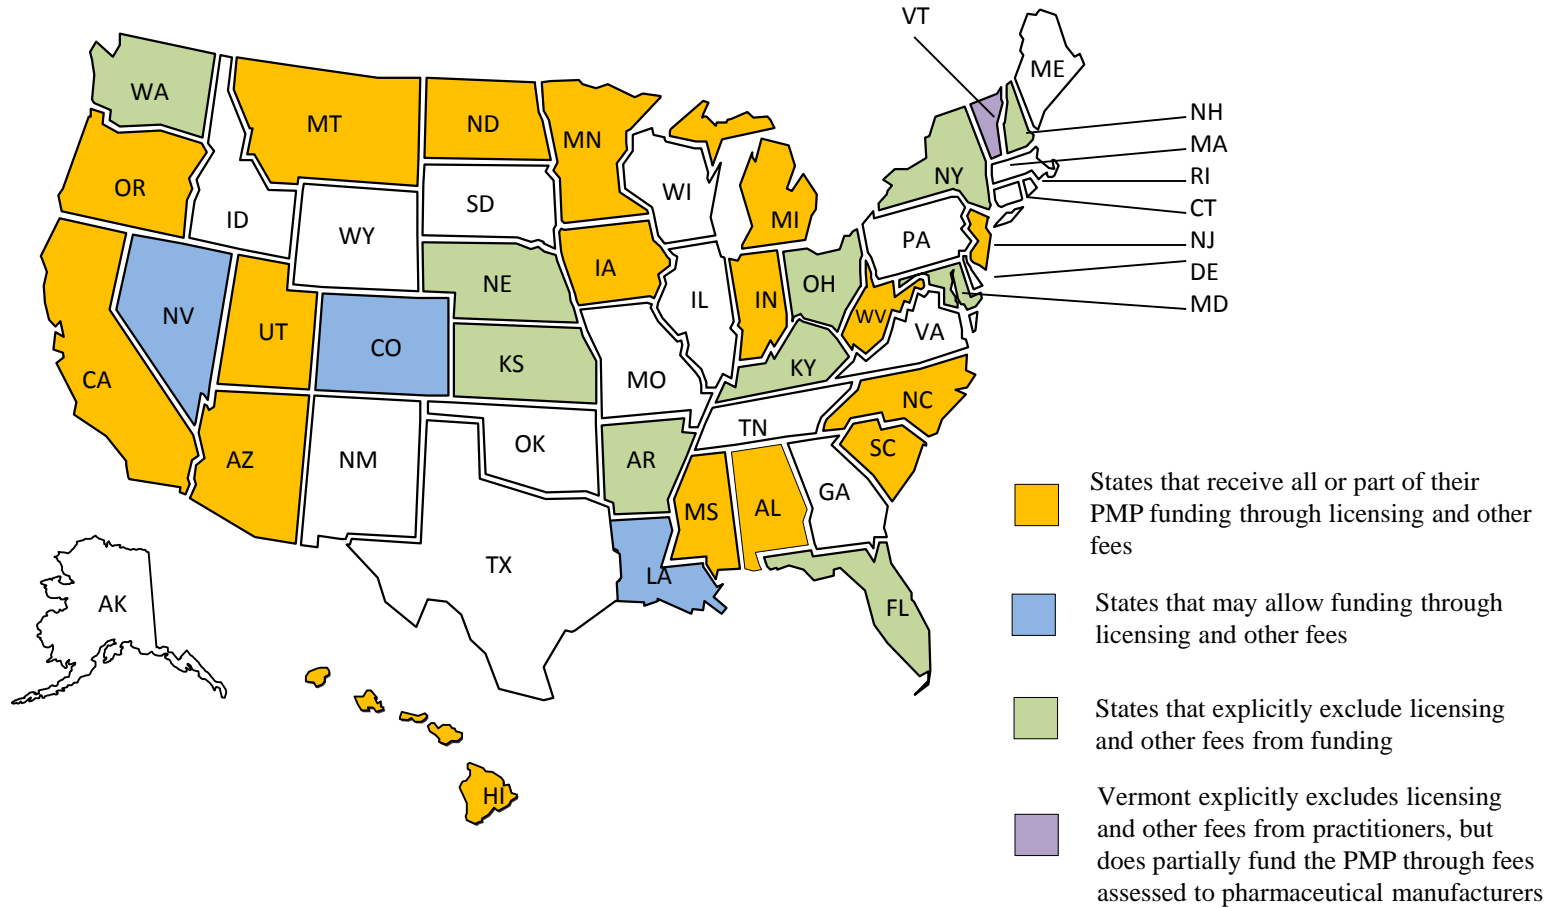 VT
ME
WA
MT
ND
MN
NH
MA
OR
WI
NY
RI
SD
ID
CT
MI
WY
PA
NJ
IA
DE
NE
OH
IL
IN
MD
NV
WV
UT
VA
CO
KS
KY
MO
CA
NC
TN
OK
SC
AZ
NM
AR
GA
MS
AL
TX
LA
AK
FL
HI
States that receive all or part of their
PMP funding through licensing and other
fees
States that may allow funding through
licensing and other fees
States that explicitly exclude licensing
and other fees from funding
Vermont explicitly excludes licensing
and other fees from practitioners, but
does partially fund the PMP through fees
assessed to pharmaceutical manufacturers